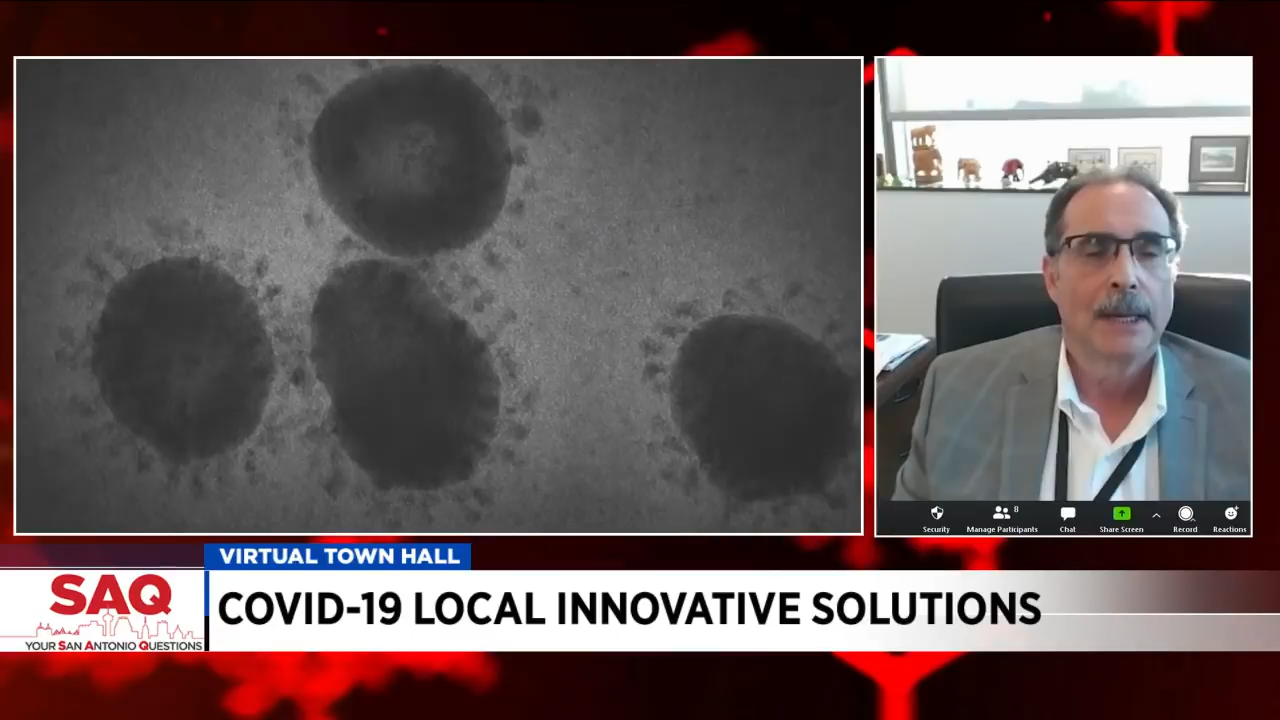 Security
Manage Participants
8
Chat
Share Screen
Record
Reactions
VIRTUAL TOWN HALL
SAQ
YOUR SAN ANTONIO QUESTIONS
COVID-19 LOCAL INNOVATIVE SOLUTIONS